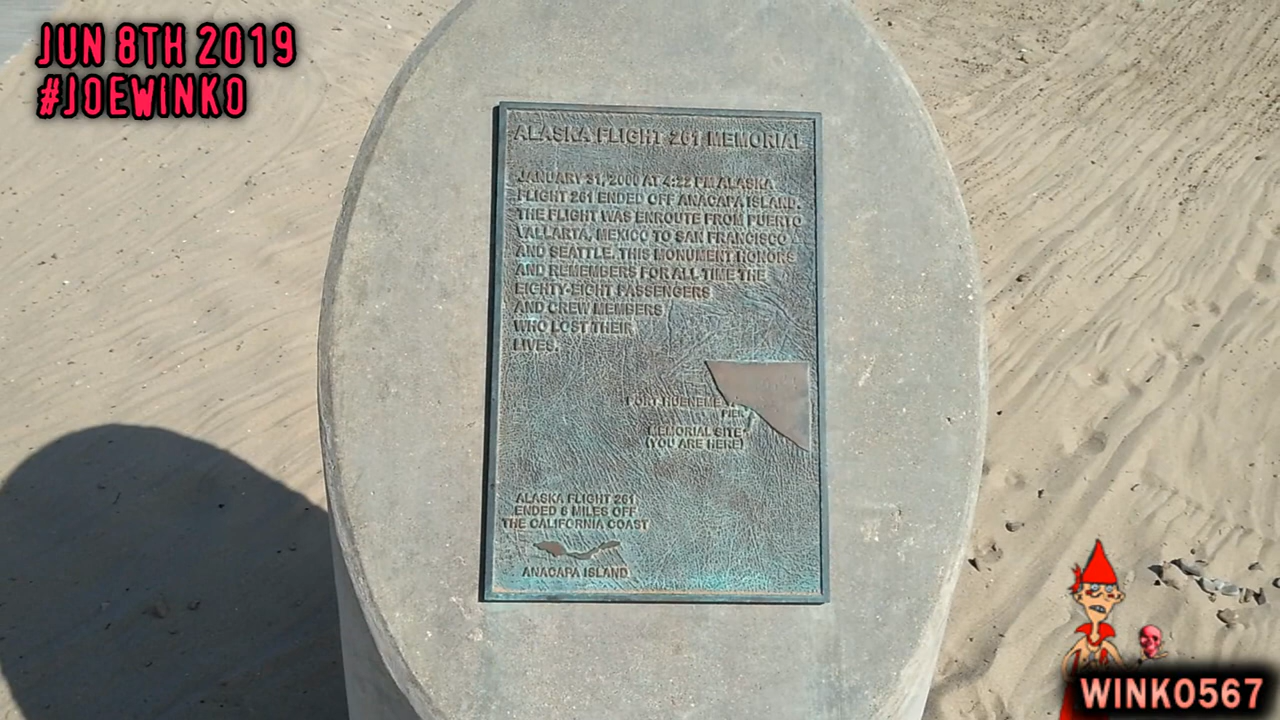 JUN 8TH 2019
#JOEWINKO
ALASKA FLIGHT 261 MEMORIAL
JANUARY 31, 2000 AT 4:22 PM ALASKA
FLIGHT 261 ENDED OFF ANACAPA ISLAND.
THE FLIGHT WAS ENROUTE FROM PUERTO
VALLARTA, MEXICO TO SAN FRANCISCO
AND SEATTLE. THIS MONUMENT HONORS
AND REMEMBERS FOR ALL TIME THE
EIGHTY-EIGHT PASSENGERS
AND CREW MEMBERS
WHO LOST THEIR
LIVES.
PORT HUENEME
PIER
MEMORIAL SITE
(YOU ARE HERE)
ALASKA FLIGHT 261
ENDED 8 MILES OFF
THE CALIFORNIA COAST
ANACAPA ISLAND
WINKO567